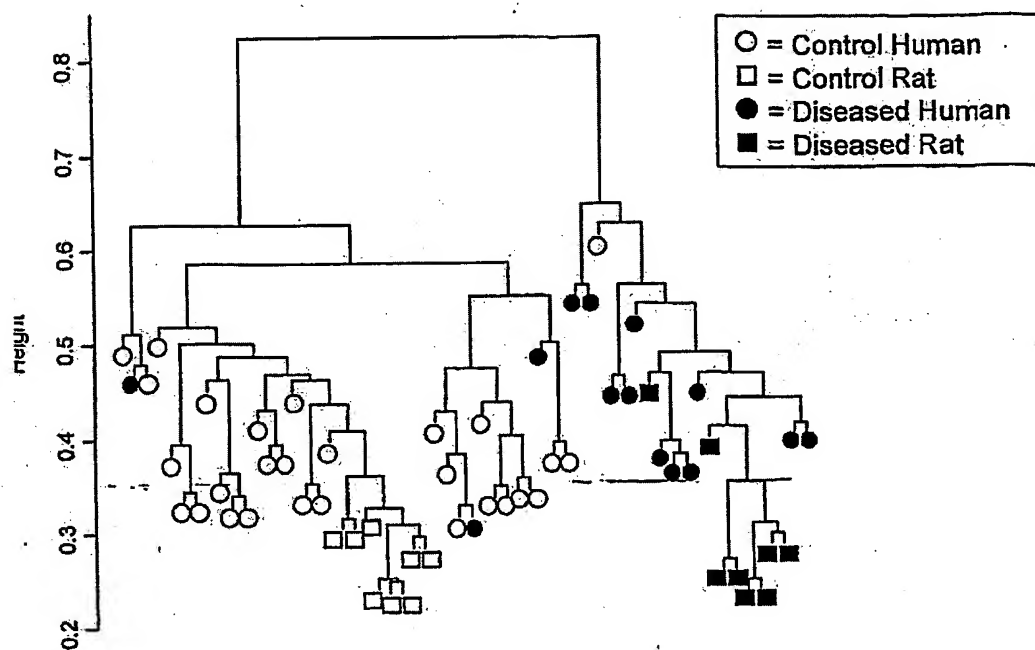 0.8
0.7
0.6
0.5
0.4
0.3
0.2
Height
○ = Control Human
□ = Control Rat
● = Diseased Human
■ = Diseased Rat